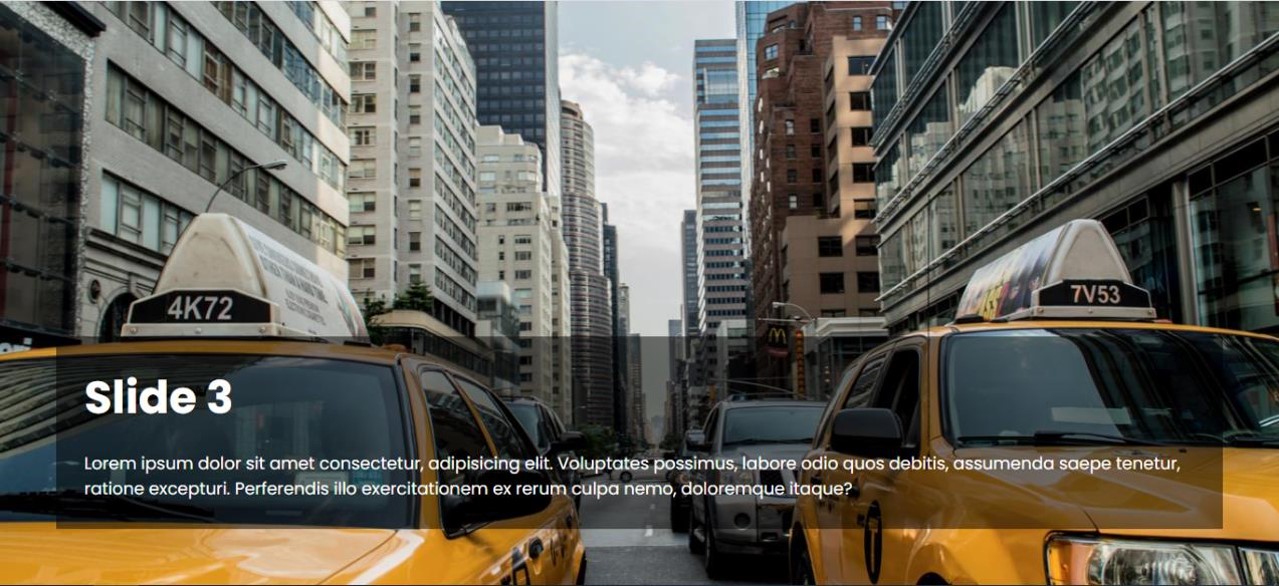 4K72
7V53
Slide 3
Lorem ipsum dolor sit amet consectetur, adipisicing elit. Voluptates possimus, labore odio quos debitis, assumenda saepe tenetur,
ratione excepturi. Perferendis illo exercitationem ex rerum culpa nemo, doloremque itaque?
T